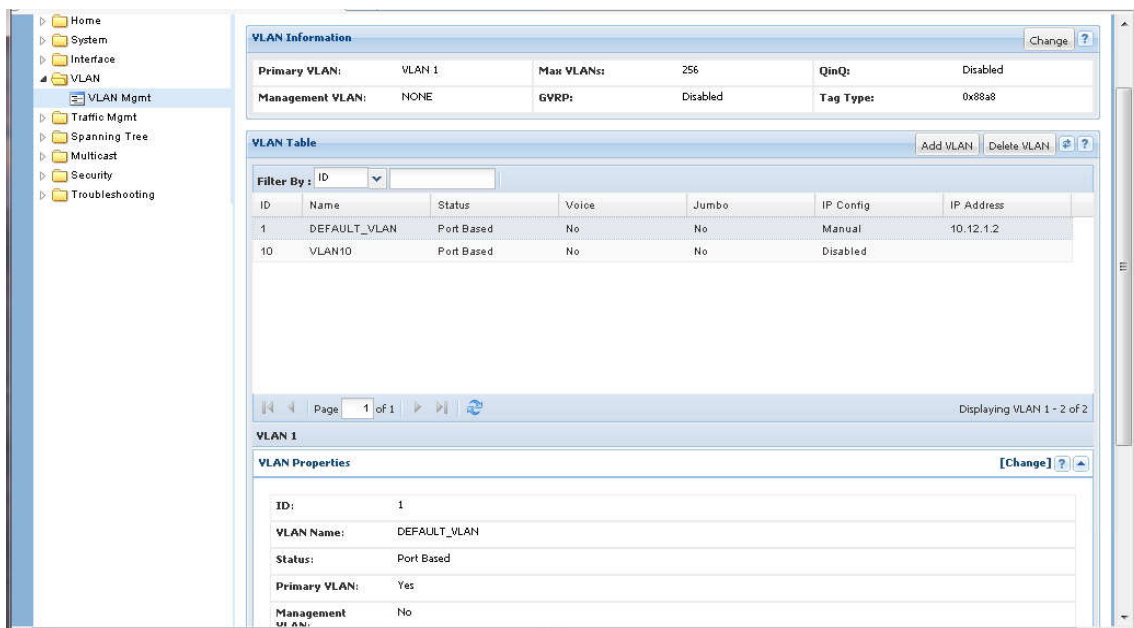 Home
System
Interface
VLAN
VLAN Mgmt
Traffic Mgmt
Spanning Tree
Multicast
Security
Troubleshooting
VLAN Information Change ?
Primary VLAN: VLAN 1 Max VLANs: 256 QinQ: Disabled
Management VLAN: NONE GVRP: Disabled Tag Type: 0x88a8
VLAN Table Add VLAN Delete VLAN ?
Filter By: ID
ID Name Status Voice Jumbo IP Config IP Address
1 DEFAULT_VLAN Port Based No No Manual 10.12.1.2
10 VLAN10 Port Based No No Disabled
Page 1 of 1 Displaying VLAN 1 - 2 of 2
VLAN 1
VLAN Properties [Change] ?
ID: 1
VLAN Name: DEFAULT_VLAN
Status: Port Based
Primary VLAN: Yes
Management No
VLAN: